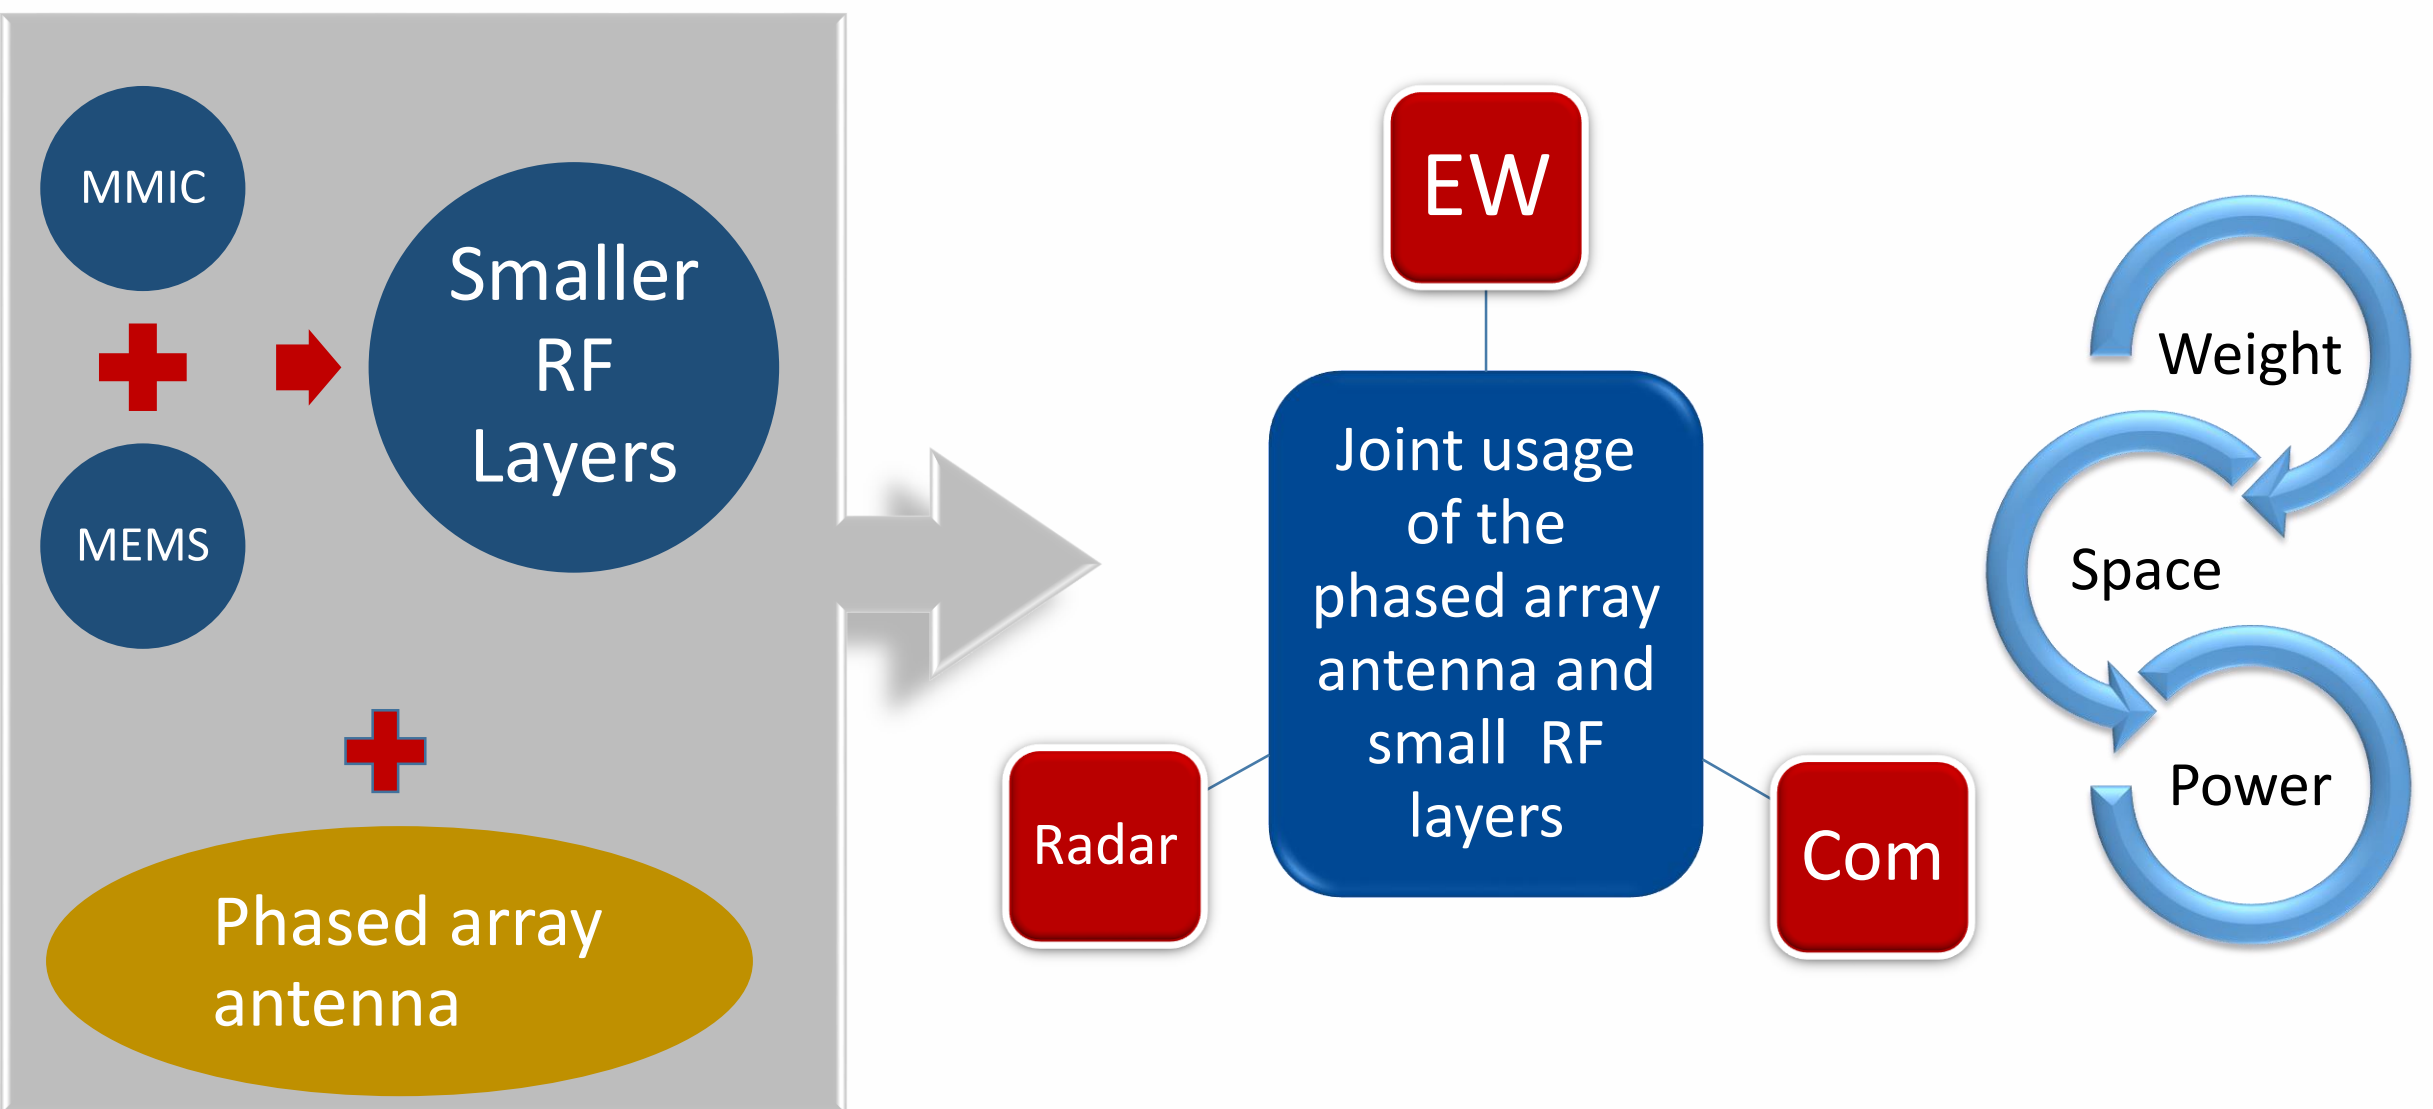 MMIC
MEMS
Smaller
RF
Layers
Phased array
antenna
EW
Joint usage
of the
phased array
antenna and
small  RF
layers
Radar
Com
Weight
Space
Power